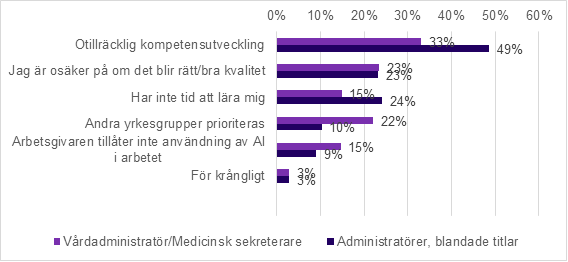 0% 10% 20% 30% 40% 50% 60%
Otillräcklig kompetensutveckling 33%
49%
Jag är osäker på om det blir rätt/bra kvalitet 23%
23%
Har inte tid att lära mig 15%
24%
Andra yrkesgrupper prioriteras 22%
10%
Arbetsgivaren tillåter inte användning av AI
i arbetet 15%
9%
För krångligt 3%
3%
Vårdadministratör/Medicinsk sekreterare Administratörer, blandade titlar